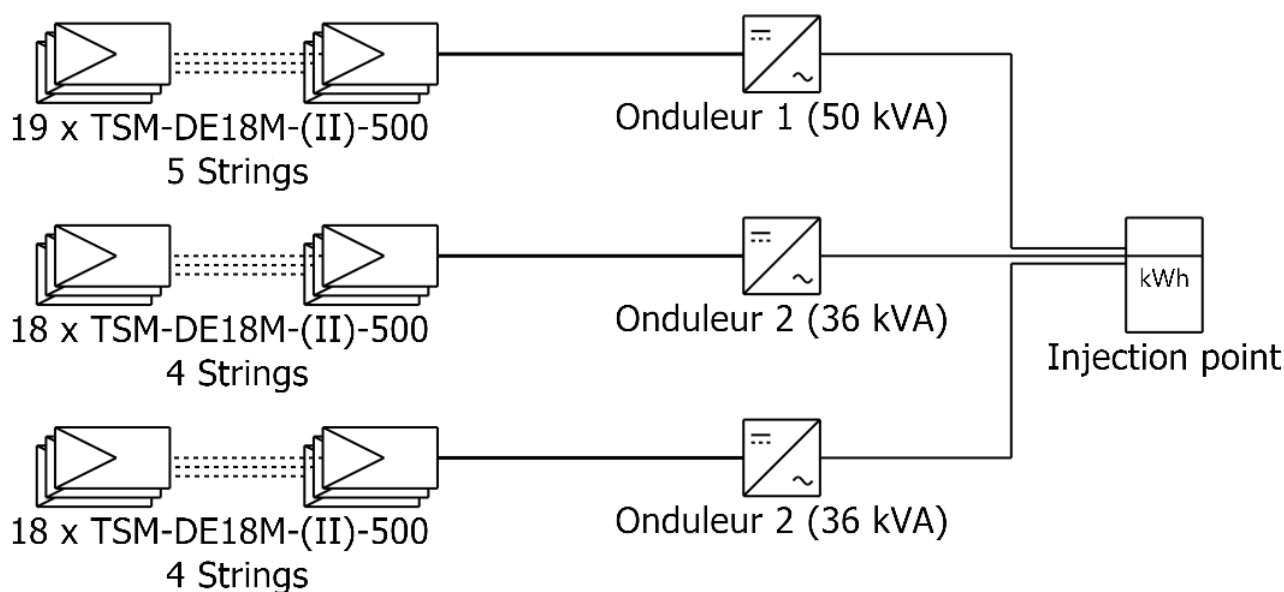 19 x TSM-DE18M-(II)-500
5 Strings
Onduleur 1 (50 kVA)
18 x TSM-DE18M-(II)-500
4 Strings
Onduleur 2 (36 kVA)
kWh
Injection point
18 x TSM-DE18M-(II)-500
4 Strings
Onduleur 2 (36 kVA)